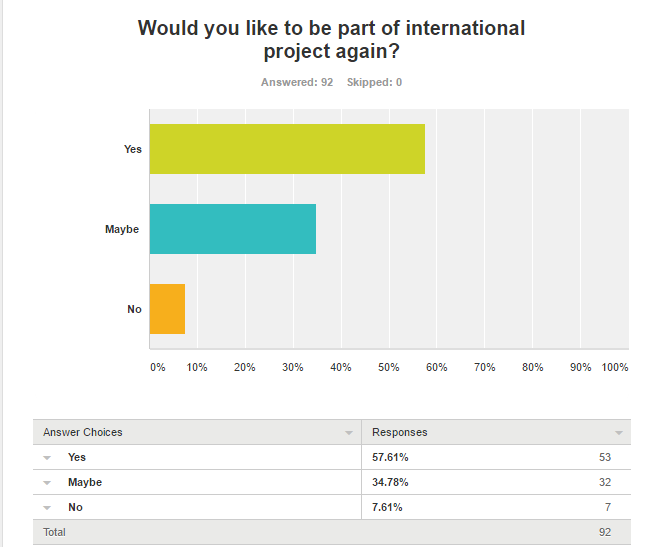 Would you like to be part of international
project again?
Answered: 92 Skipped: 0
Yes
Maybe
No
0% 10% 20% 30% 40% 50% 60% 70% 80% 90% 100%
Answer Choices Responses
Yes 57.61% 53
Maybe 34.78% 32
No 7.61% 7
Total 92